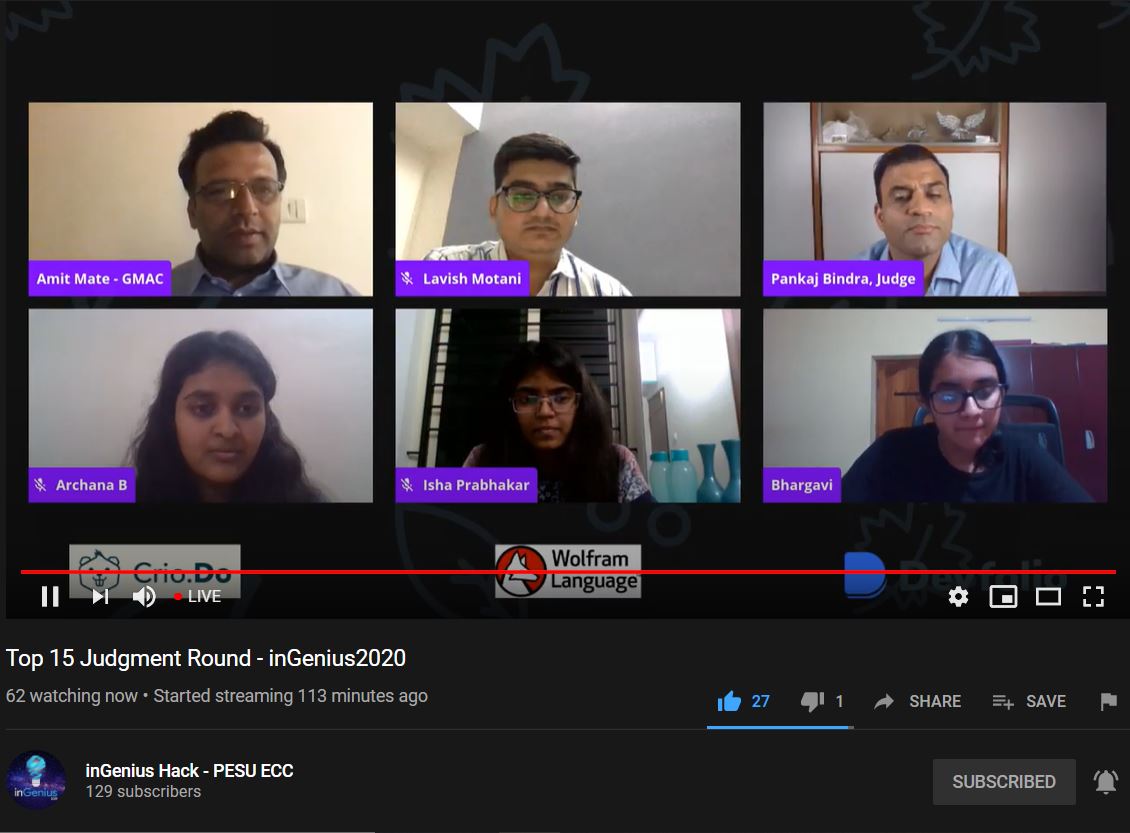 Amit Mate - GMAC
Lavish Motani
Pankaj Bindra, Judge
Archana B
Isha Prabhakar
Bhargavi
Crio.Do
Wolfram
Language
Devfolio
LIVE
Top 15 Judgment Round - inGenius2020
62 watching now • Started streaming 113 minutes ago
27
1
SHARE
SAVE
inGenius
inGenius Hack - PESU ECC
129 subscribers
SUBSCRIBED